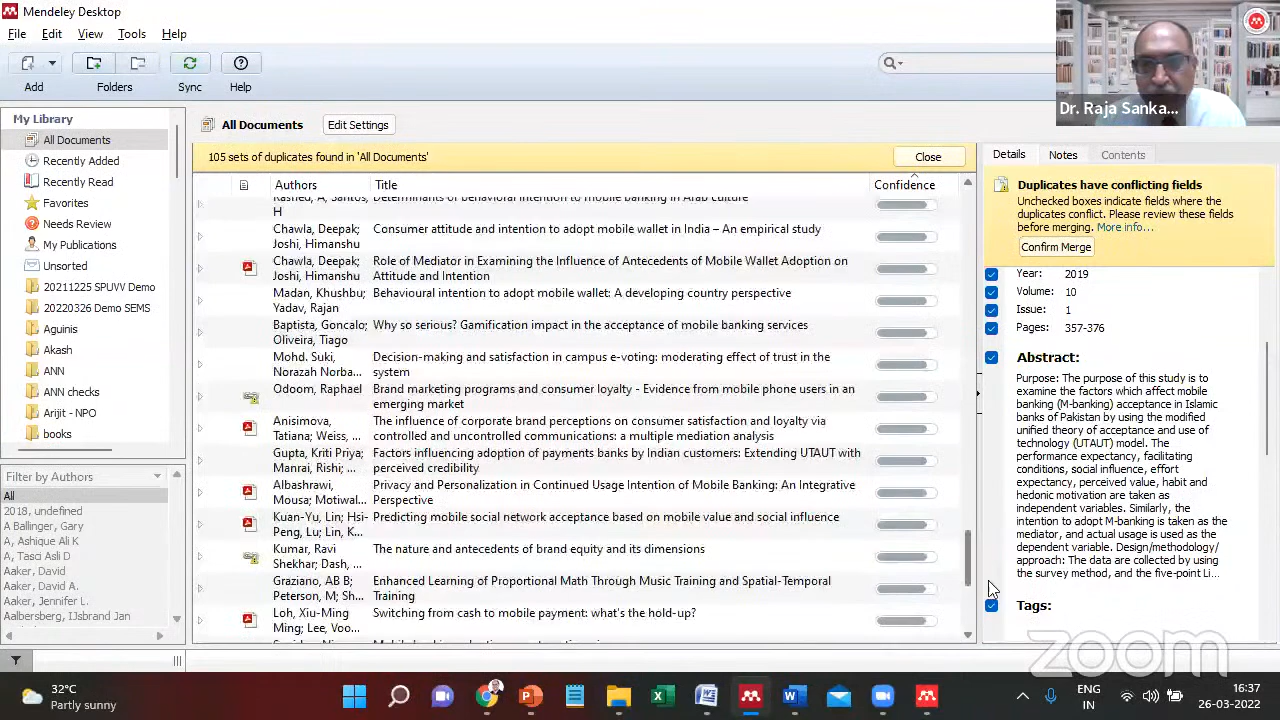 Mendeley Desktop
File Edit View Tools Help
Add Folders Sync Help
Dr. Raja Sanka...
My Library
All Documents
Recently Added
Recently Read
Favorites
Needs Review
My Publications
Unsorted
20211225 SPUVV Demo
20220326 Demo SEMS
Aguinis
Akash
ANN
ANN checks
Arijit - NPO
books
Filter by Authors
All
2018, undefined
A Ballinger, Gary
A, Ashique Ali K
A, Tasci Asli D
Aaker, David
Aaker, David A.
Aaker, Jennifer L.
Aalbersberg, IJsbrand Jan
All Documents Edit Settings
105 sets of duplicates found in 'All Documents' Close
Authors Title Confidence
Rashed, A; Santos, Determinants of behavioral intention to mobile banking in Arab culture
H
Chawla, Deepak; Consumer attitude and intention to adopt mobile wallet in India – An empirical study
Joshi, Himanshu
Chawla, Deepak; Role of Mediator in Examining the Influence of Antecedents of Mobile Wallet Adoption on
Joshi, Himanshu Attitude and Intention
Madan, Khushbu; Behavioural intention to adopt mobile wallet: A developing country perspective
Yadav, Rajan
Baptista, Goncalo; Why so serious? Gamification impact in the acceptance of mobile banking services
Oliveira, Tiago
Mohd. Suki, Decision-making and satisfaction in campus e-voting: moderating effect of trust in the
Norazah Norba... system
Odoom, Raphael Brand marketing programs and consumer loyalty - Evidence from mobile phone users in an
emerging market
Anisimova, The influence of corporate brand perceptions on consumer satisfaction and loyalty via
Tatiana; Weiss, ... controlled and uncontrolled communications: a multiple mediation analysis
Gupta, Kriti Priya; Factors influencing adoption of payments banks by Indian customers: Extending UTAUT with
Manrai, Rishi; ... perceived credibility
Albashrawi, Privacy and Personalization in Continued Usage Intention of Mobile Banking: An Integrative
Mousa; Motiwal... Perspective
Kuan-Yu, Lin; Hsi- Predicting mobile social network acceptance based on mobile value and social influence
Peng, Lu; Lin, K...
Kumar, Ravi The nature and antecedents of brand equity and its dimensions
Shekhar; Dash, ...
Graziano, AB B; Enhanced Learning of Proportional Math Through Music Training and Spatial-Temporal
Peterson, M; Sh... Training
Loh, Xiu-Ming Switching from cash to mobile payment: what's the hold-up?
Ming; Lee, Voo...
Details Notes Contents
Duplicates have conflicting fields
Unchecked boxes indicate fields where the
duplicates conflict. Please review these fields
before merging. More info...
Confirm Merge
Year: 2019
Volume: 10
Issue: 1
Pages: 357-376
Abstract:
Purpose: The purpose of this study is to
examine the factors which affect mobile
banking (M-banking) acceptance in Islamic
banks of Pakistan by using the modified
unified theory of acceptance and use of
technology (UTAUT) model. The
performance expectancy, facilitating
conditions, social influence, effort
expectancy, perceived value, habit and
hedonic motivation are taken as
independent variables. Similarly, the
intention to adopt M-banking is taken as the
mediator, and actual usage is used as the
dependent variable. Design/methodology/
approach: The data are collected by using
the survey method, and the five-point Li...
Tags:
zoom
32°C
Partly sunny
ENG
IN
16:37
26-03-2022